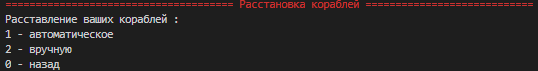 ====================================== Расстановка кораблей ============================
Расставление ваших кораблей :
1 - автоматическое
2 - вручную
0 - назад